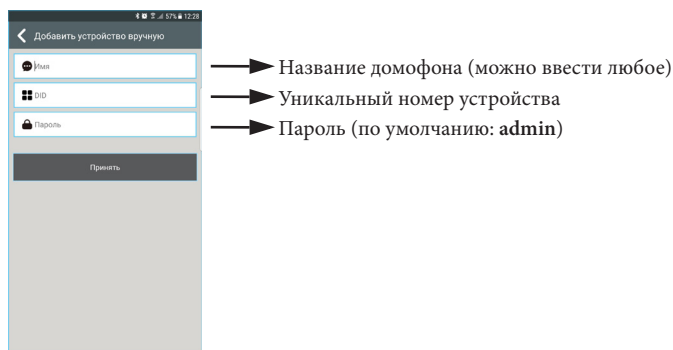 57% 12:28
Добавить устройство вручную
Имя
Название домофона (можно ввести любое)
DID
Уникальный номер устройства
Пароль
Пароль (по умолчанию: admin)
Принять